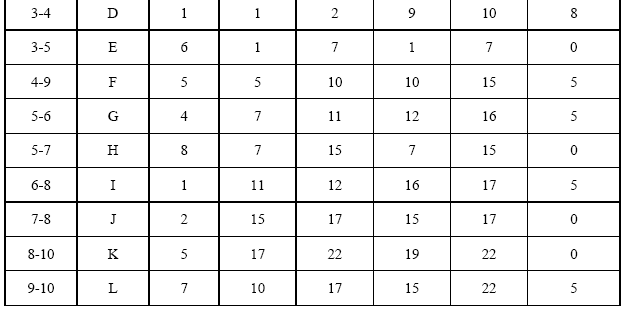 3-4 D 1 1 2 9 10 8
3-5 E 6 1 7 1 7 0
4-9 F 5 5 10 10 15 5
5-6 G 4 7 11 12 16 5
5-7 H 8 7 15 7 15 0
6-8 I 1 11 12 16 17 5
7-8 J 2 15 17 15 17 0
8-10 K 5 17 22 19 22 0
9-10 L 7 10 17 15 22 5